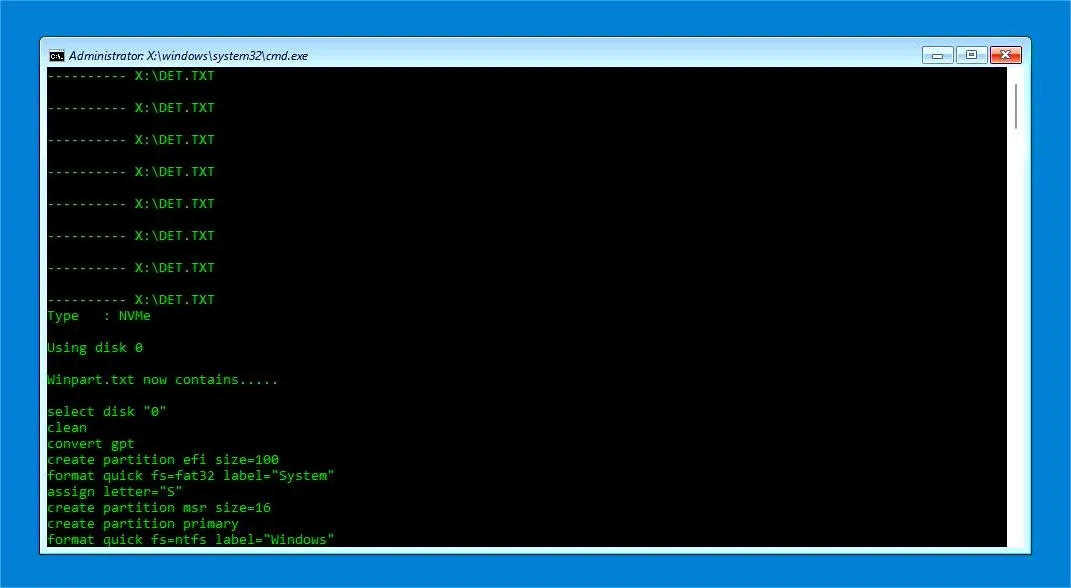 Administrator: X:\windows\system32\cmd.exe
---------- X:\DET.TXT
---------- X:\DET.TXT
---------- X:\DET.TXT
---------- X:\DET.TXT
---------- X:\DET.TXT
---------- X:\DET.TXT
---------- X:\DET.TXT
---------- X:\DET.TXT
Type   : NVMe
Using disk 0
Winpart.txt now contains.....
select disk "0"
clean
convert gpt
create partition efi size=100
format quick fs=fat32 label="System"
assign letter="S"
create partition msr size=16
create partition primary
format quick fs=ntfs label="Windows"